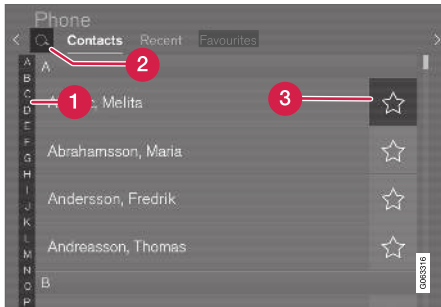 Phone
Contacts Recent Favourites
A
B
C
D
E
F
G
H
I
J
K
L
M
N
O
P
A
Melita
Abrahamsson, Maria
Andersson, Fredrik
Andreasson, Thomas
B
1
2
3
G063316